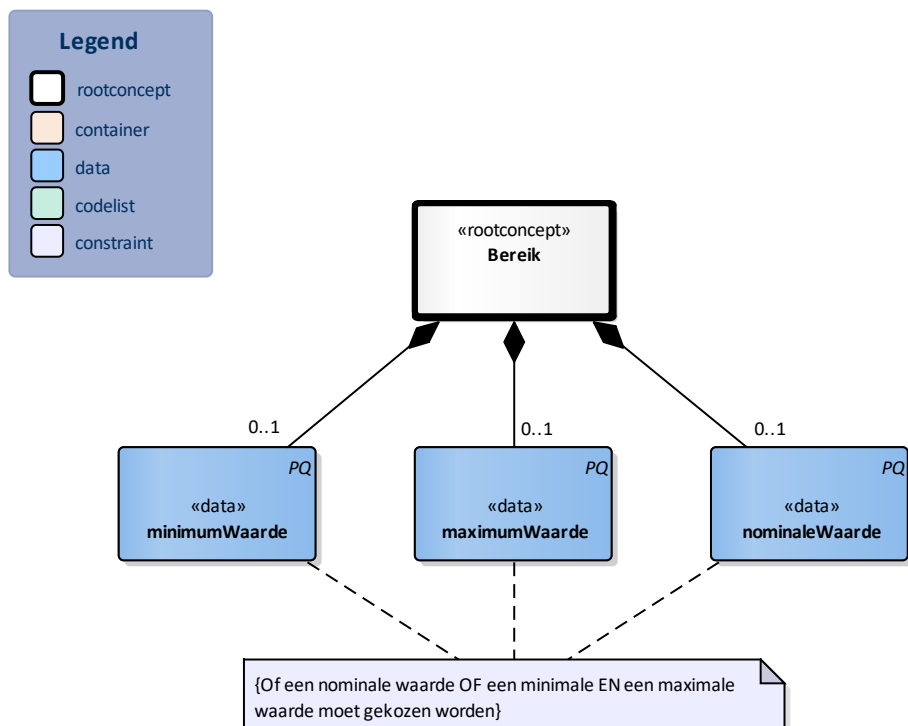 Legend
rootconcept
container
data
codelist
constraint
«rootconcept»
Bereik
0..1
0..1
0..1
PQ
«data»
minimumWaarde
PQ
«data»
maximumWaarde
PQ
«data»
nominaleWaarde
{Of een nominale waarde OF een minimale EN een maximale
waarde moet gekozen worden}